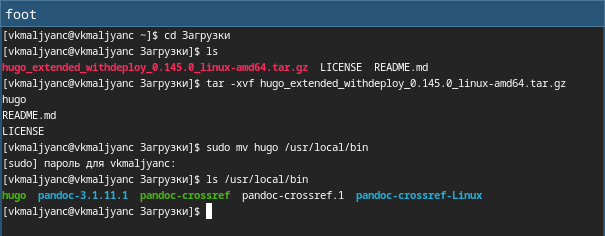 foot
[vkmaljyanc@vkmaljyanc ~]$ cd Загрузки
[vkmaljyanc@vkmaljyanc Загрузки]$ ls
hugo_extended_withdeploy_0.145.0_linux-amd64.tar.gz LICENSE README.md
[vkmaljyanc@vkmaljyanc Загрузки]$ tar -xvf hugo_extended_withdeploy_0.145.0_linux-amd64.tar.gz
hugo
README.md
LICENSE
[vkmaljyanc@vkmaljyanc Загрузки]$ sudo mv hugo /usr/local/bin
[sudo] пароль для vkmaljyanc:
[vkmaljyanc@vkmaljyanc Загрузки]$ ls /usr/local/bin
hugo pandoc-3.1.11.1 pandoc-crossref pandoc-crossref.1 pandoc-crossref-Linux
[vkmaljyanc@vkmaljyanc Загрузки]$